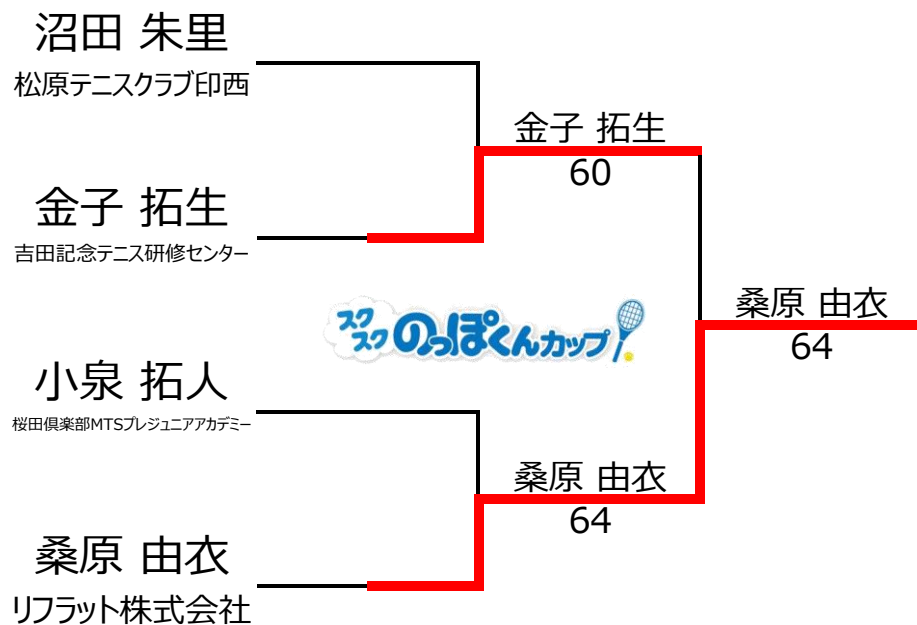 沼田 朱里
松原テニスクラブ印西
金子 拓生
60
金子 拓生
吉田記念テニス研修センター
スクスクのっぽくんカップ!
桑原 由衣
64
小泉 拓人
桜田倶楽部MTSプレジュニアアカデミー
桑原 由衣
64
桑原 由衣
リフラット株式会社